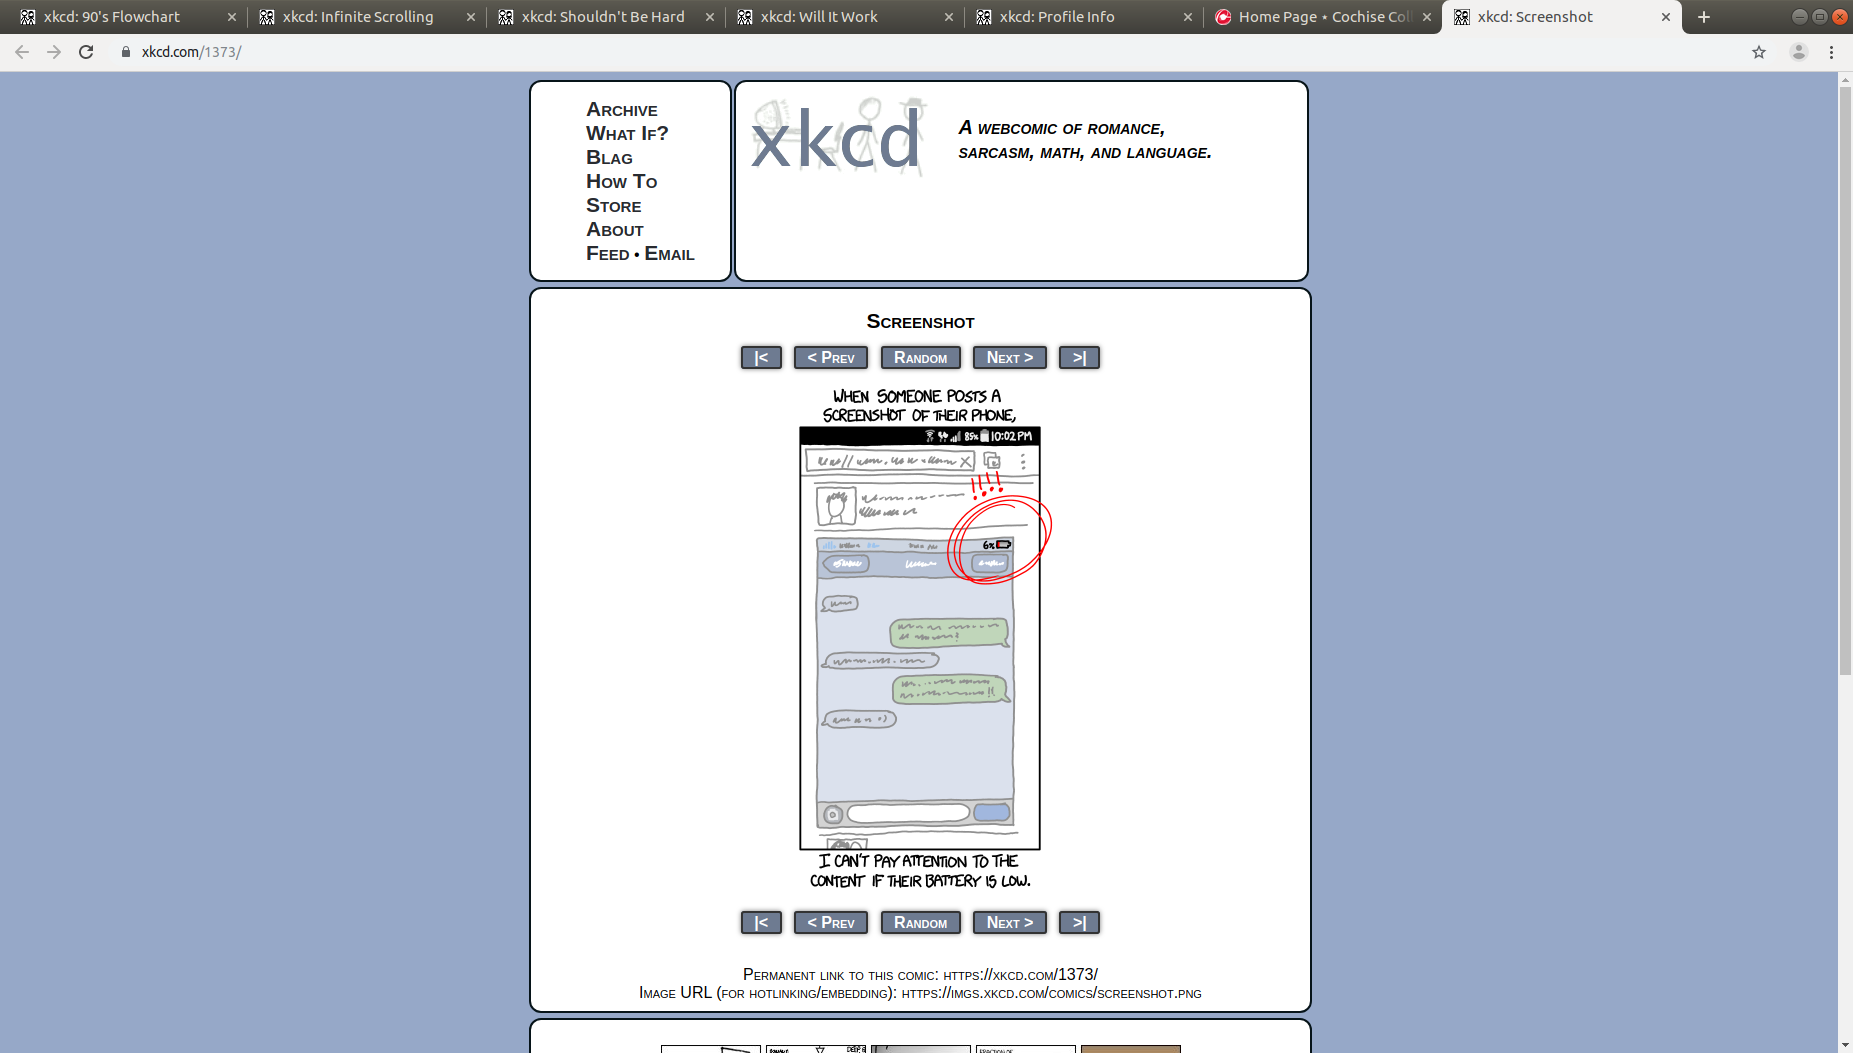 xkcd: 90's Flowchart
xkcd: Infinite Scrolling
xkcd: Shouldn't Be Hard
xkcd: Will It Work
xkcd: Profile Info
Home Page • Cochise Col
xkcd: Screenshot
xkcd.com/1373/
Archive
What If?
Blag
How To
Store
About
Feed • Email
xkcd
A webcomic of romance,
sarcasm, math, and language.
Screenshot
|< < Prev Random Next > >|
WHEN SOMEONE POSTS A
SCREENSHOT OF THEIR PHONE,
85% 10:02 PM
!!!!
6%
I CAN'T PAY ATTENTION TO THE
CONTENT IF THEIR BATTERY IS LOW.
|< < Prev Random Next > >|
Permanent link to this comic: https://xkcd.com/1373/
Image URL (for hotlinking/embedding): https://imgs.xkcd.com/comics/screenshot.png